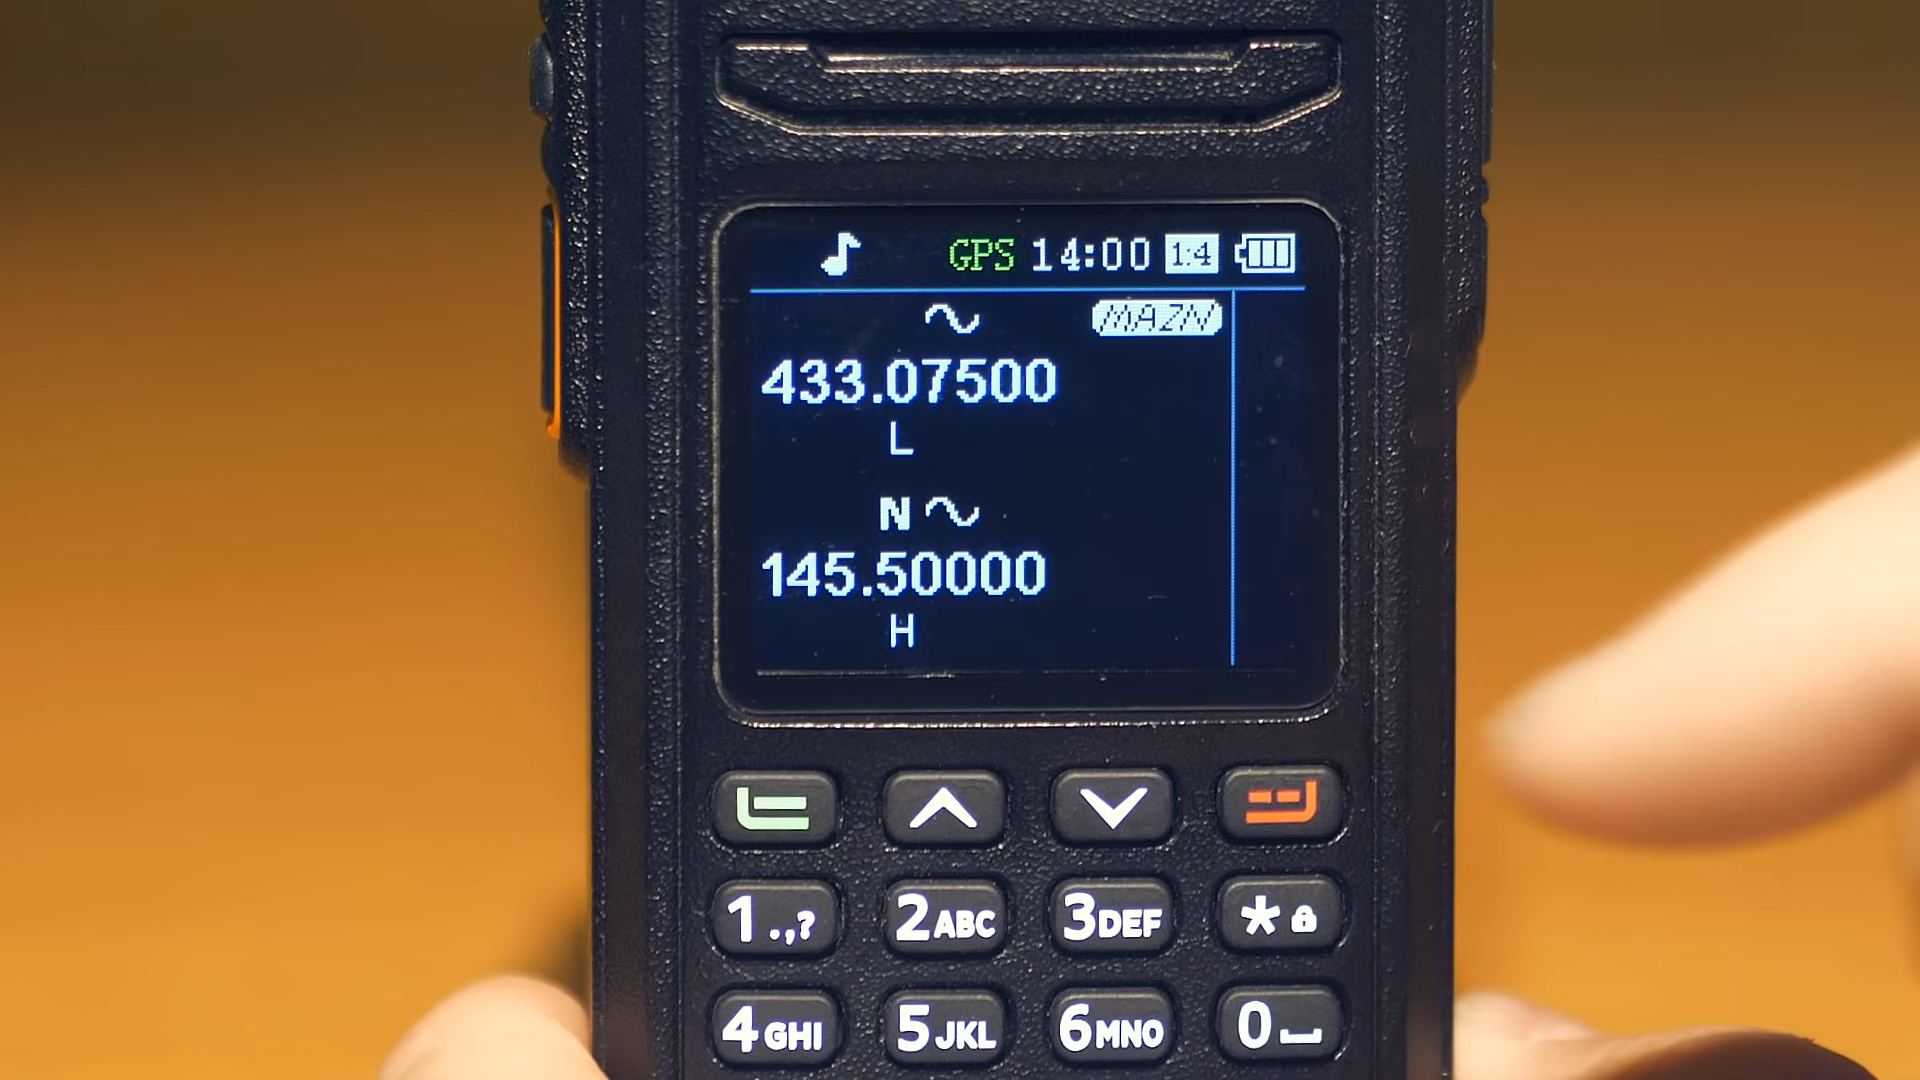 GPS 14:00 1:4
MAZN
433.07500
L
N
145.50000
H
1 .,? 2ABC 3DEF *
4GHI 5JKL 6MNO 0